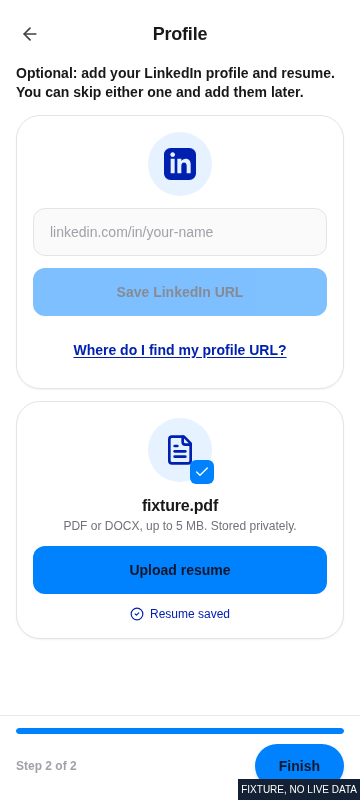 Profile
Optional: add your LinkedIn profile and resume.
You can skip either one and add them later.
in
linkedin.com/in/your-name
Save LinkedIn URL
Where do I find my profile URL?
fixture.pdf
PDF or DOCX, up to 5 MB. Stored privately.
Upload resume
Resume saved
Step 2 of 2
Finish
FIXTURE, NO LIVE DATA